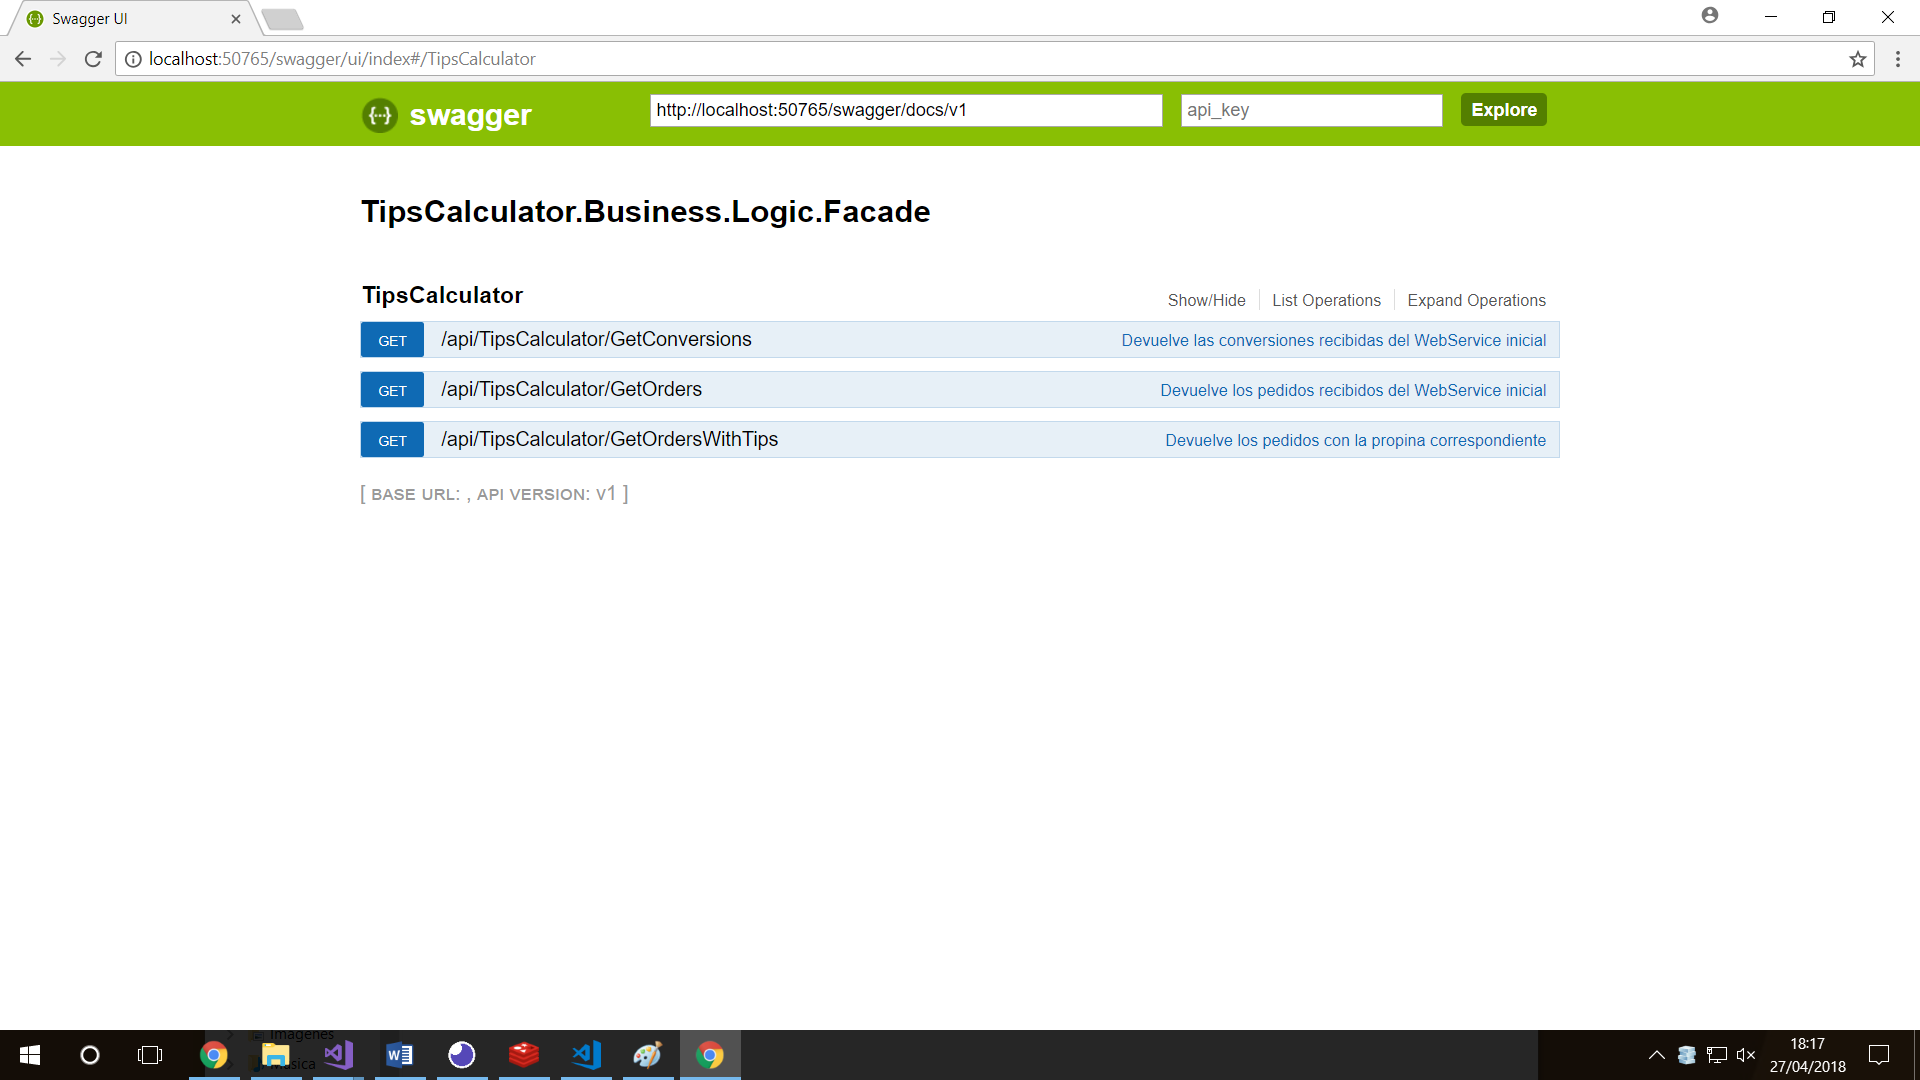 Swagger UI
localhost:50765/swagger/ui/index#/TipsCalculator
{···} swagger
http://localhost:50765/swagger/docs/v1
api_key
Explore
TipsCalculator.Business.Logic.Facade
TipsCalculator
Show/Hide
List Operations
Expand Operations
GET /api/TipsCalculator/GetConversions Devuelve las conversiones recibidas del WebService inicial
GET /api/TipsCalculator/GetOrders Devuelve los pedidos recibidos del WebService inicial
GET /api/TipsCalculator/GetOrdersWithTips Devuelve los pedidos con la propina correspondiente
[ BASE URL: , API VERSION: V1 ]
Imágenes
Música
18:17
27/04/2018